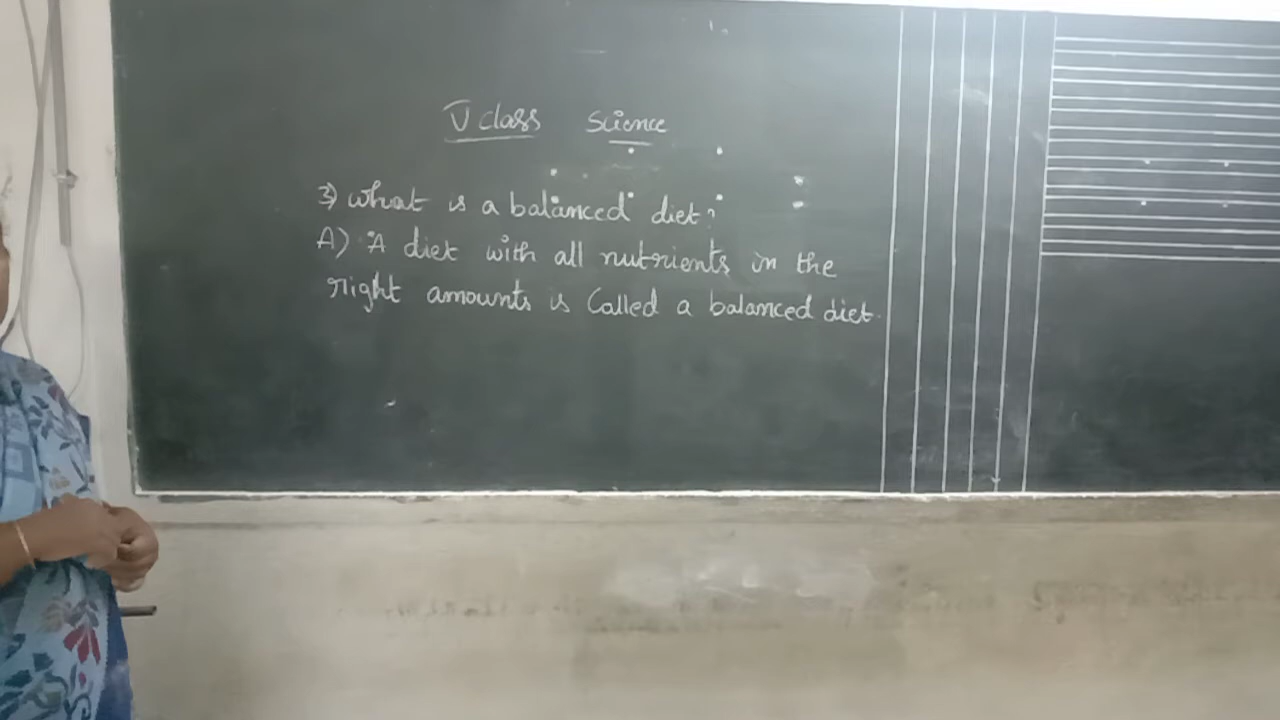 V class Science
3) What is a balanced diet?
A) A diet with all nutrients in the
right amounts is called a balanced diet.